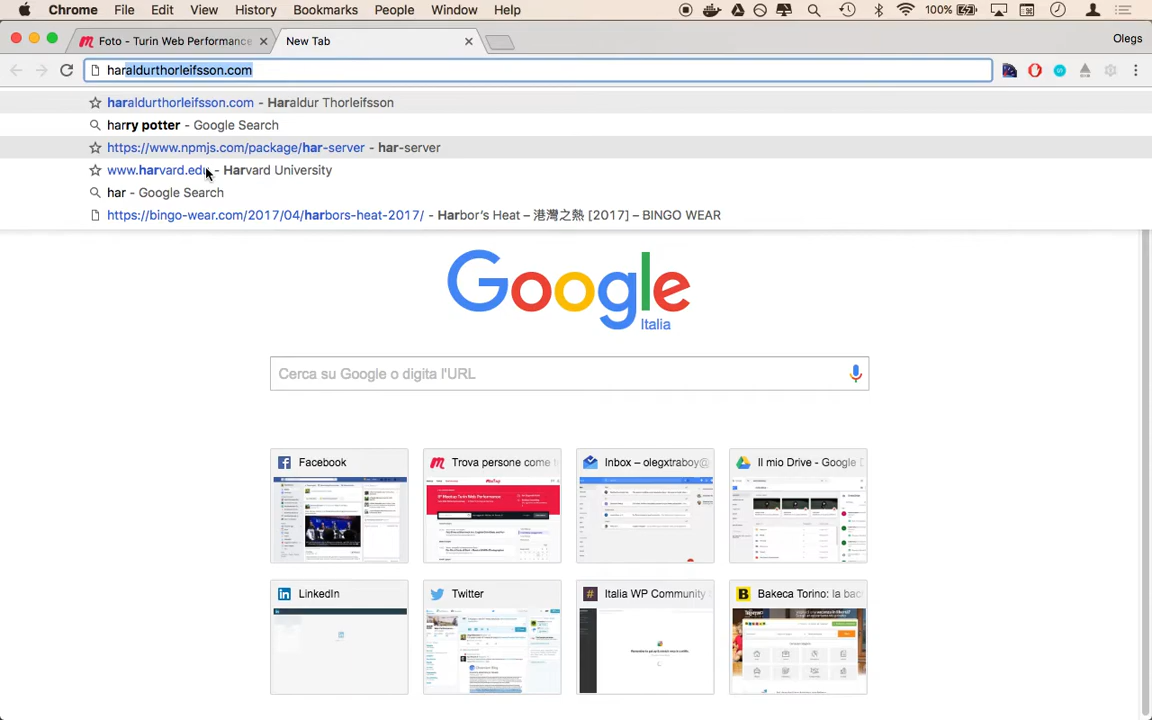 Chrome File Edit View History Bookmarks People Window Help 100%
Foto - Turin Web Performance New Tab Olegs
haraldurthorleifsson.com
haraldurthorleifsson.com - Haraldur Thorleifsson
harry potter - Google Search
https://www.npmjs.com/package/har-server - har-server
www.harvard.edu - Harvard University
har - Google Search
https://bingo-wear.com/2017/04/harbors-heat-2017/ - Harbor's Heat – 港灣之熱 [2017] – BINGO WEAR
Google
Italia
Cerca su Google o digita l'URL
Facebook Trova persone come Inbox – olegxtraboy@ Il mio Drive - Google
LinkedIn Twitter Italia WP Community Bakeca Torino: la bac